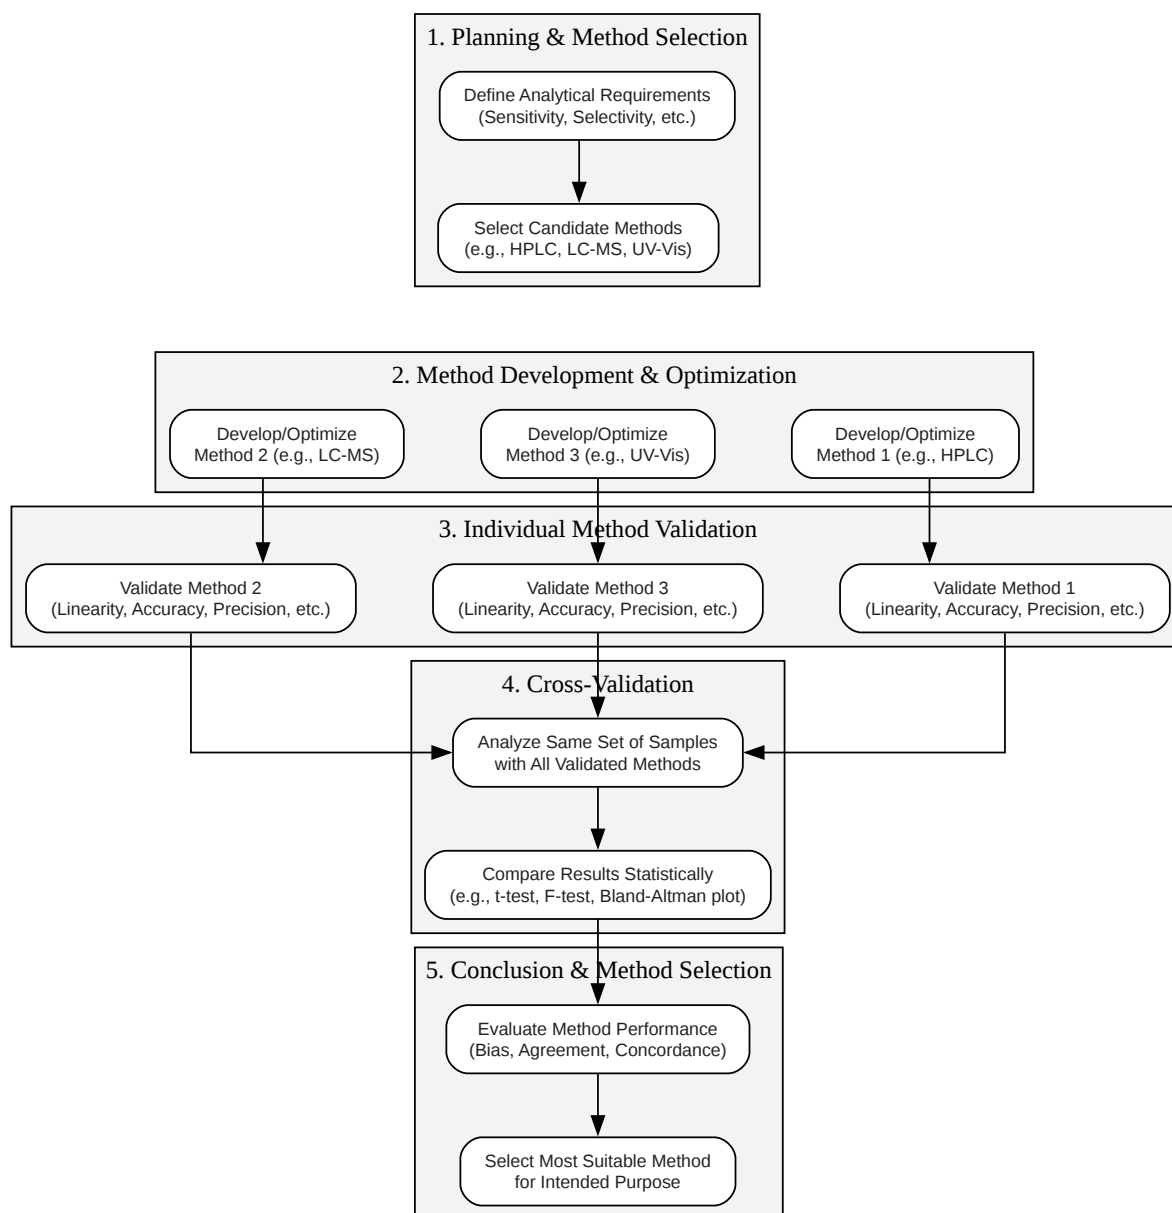 1. Planning & Method Selection
Define Analytical Requirements
(Sensitivity, Selectivity, etc.)
Select Candidate Methods
(e.g., HPLC, LC-MS, UV-Vis)
2. Method Development & Optimization
Develop/Optimize
Method 2 (e.g., LC-MS)
Develop/Optimize
Method 3 (e.g., UV-Vis)
Develop/Optimize
Method 1 (e.g., HPLC)
3. Individual Method Validation
Validate Method 2
(Linearity, Accuracy, Precision, etc.)
Validate Method 3
(Linearity, Accuracy, Precision, etc.)
Validate Method 1
(Linearity, Accuracy, Precision, etc.)
4. Cross-Validation
Analyze Same Set of Samples
with All Validated Methods
Compare Results Statistically
(e.g., t-test, F-test, Bland-Altman plot)
5. Conclusion & Method Selection
Evaluate Method Performance
(Bias, Agreement, Concordance)
Select Most Suitable Method
for Intended Purpose